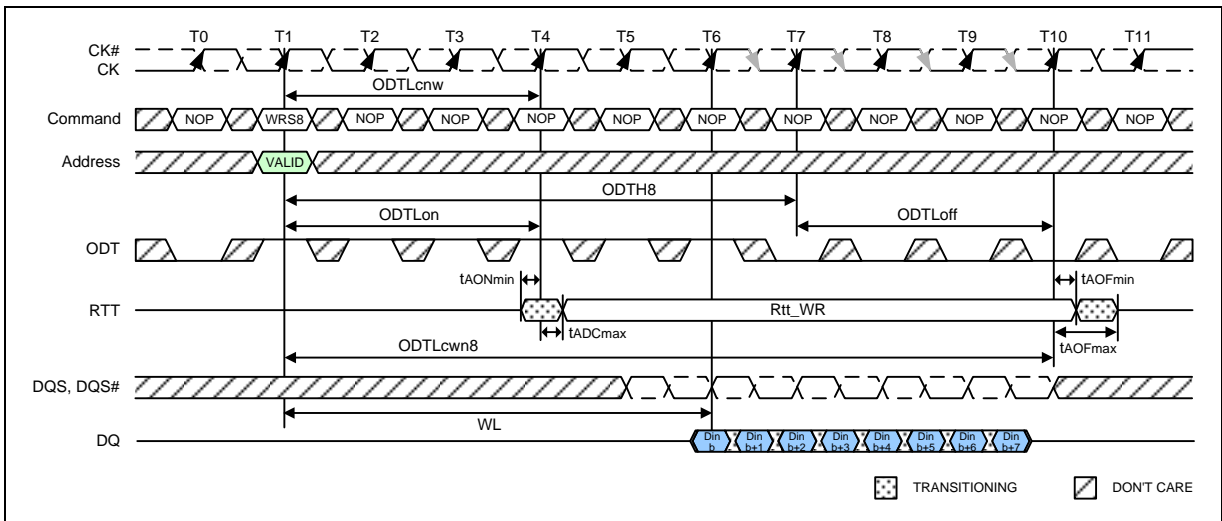 T0 T1 T2 T3 T4 T5 T6 T7 T8 T9 T10 T11
CK#
CK
ODTLcnw
Command NOP WRS8 NOP NOP NOP NOP NOP NOP NOP NOP NOP NOP
Address VALID
ODTH8
ODTLon ODTLoff
ODT
tAONmin tAOFmin
RTT Rtt_WR
tADCmax tAOFmax
ODTLcwn8
DQS, DQS#
WL
DQ Din b Din b+1 Din b+2 Din b+3 Din b+4 Din b+5 Din b+6 Din b+7
TRANSITIONING DON'T CARE